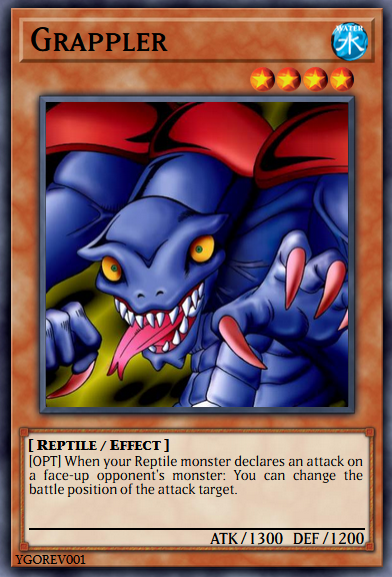 GRAPPLER
WATER
水
[ REPTILE / EFFECT ]
[OPT] When your Reptile monster declares an attack on
a face-up opponent's monster: You can change the
battle position of the attack target.
ATK / 1300 DEF / 1200
YGOREV001